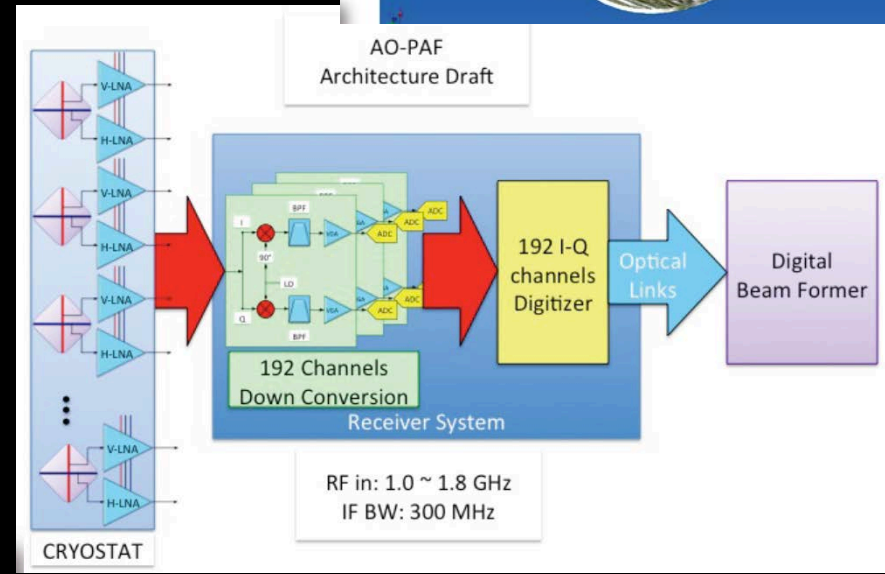 AO-PAF
Architecture Draft
V-LNA
H-LNA
V-LNA
H-LNA
V-LNA
H-LNA
V-LNA
H-LNA
CRYOSTAT
I
BPF
VGA
ADC
ADC
ADC
90°
LO
Q
BPF
VGA
ADC
ADC
192 Channels
Down Conversion
Receiver System
192 I-Q
channels
Digitizer
Optical
Links
Digital
Beam Former
RF in: 1.0 ~ 1.8 GHz
IF BW: 300 MHz